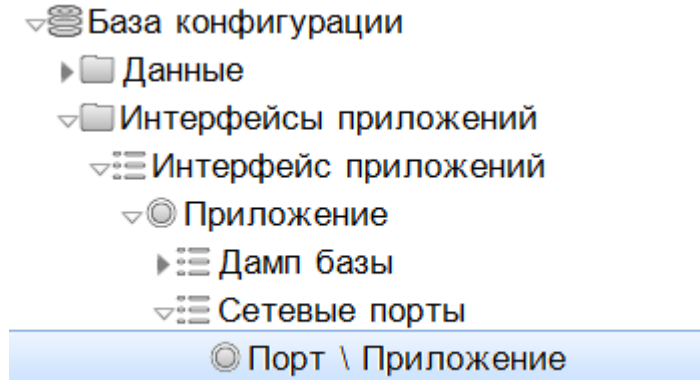 База конфигурации
Данные
Интерфейсы приложений
Интерфейс приложений
Приложение
Дамп базы
Сетевые порты
Порт \ Приложение